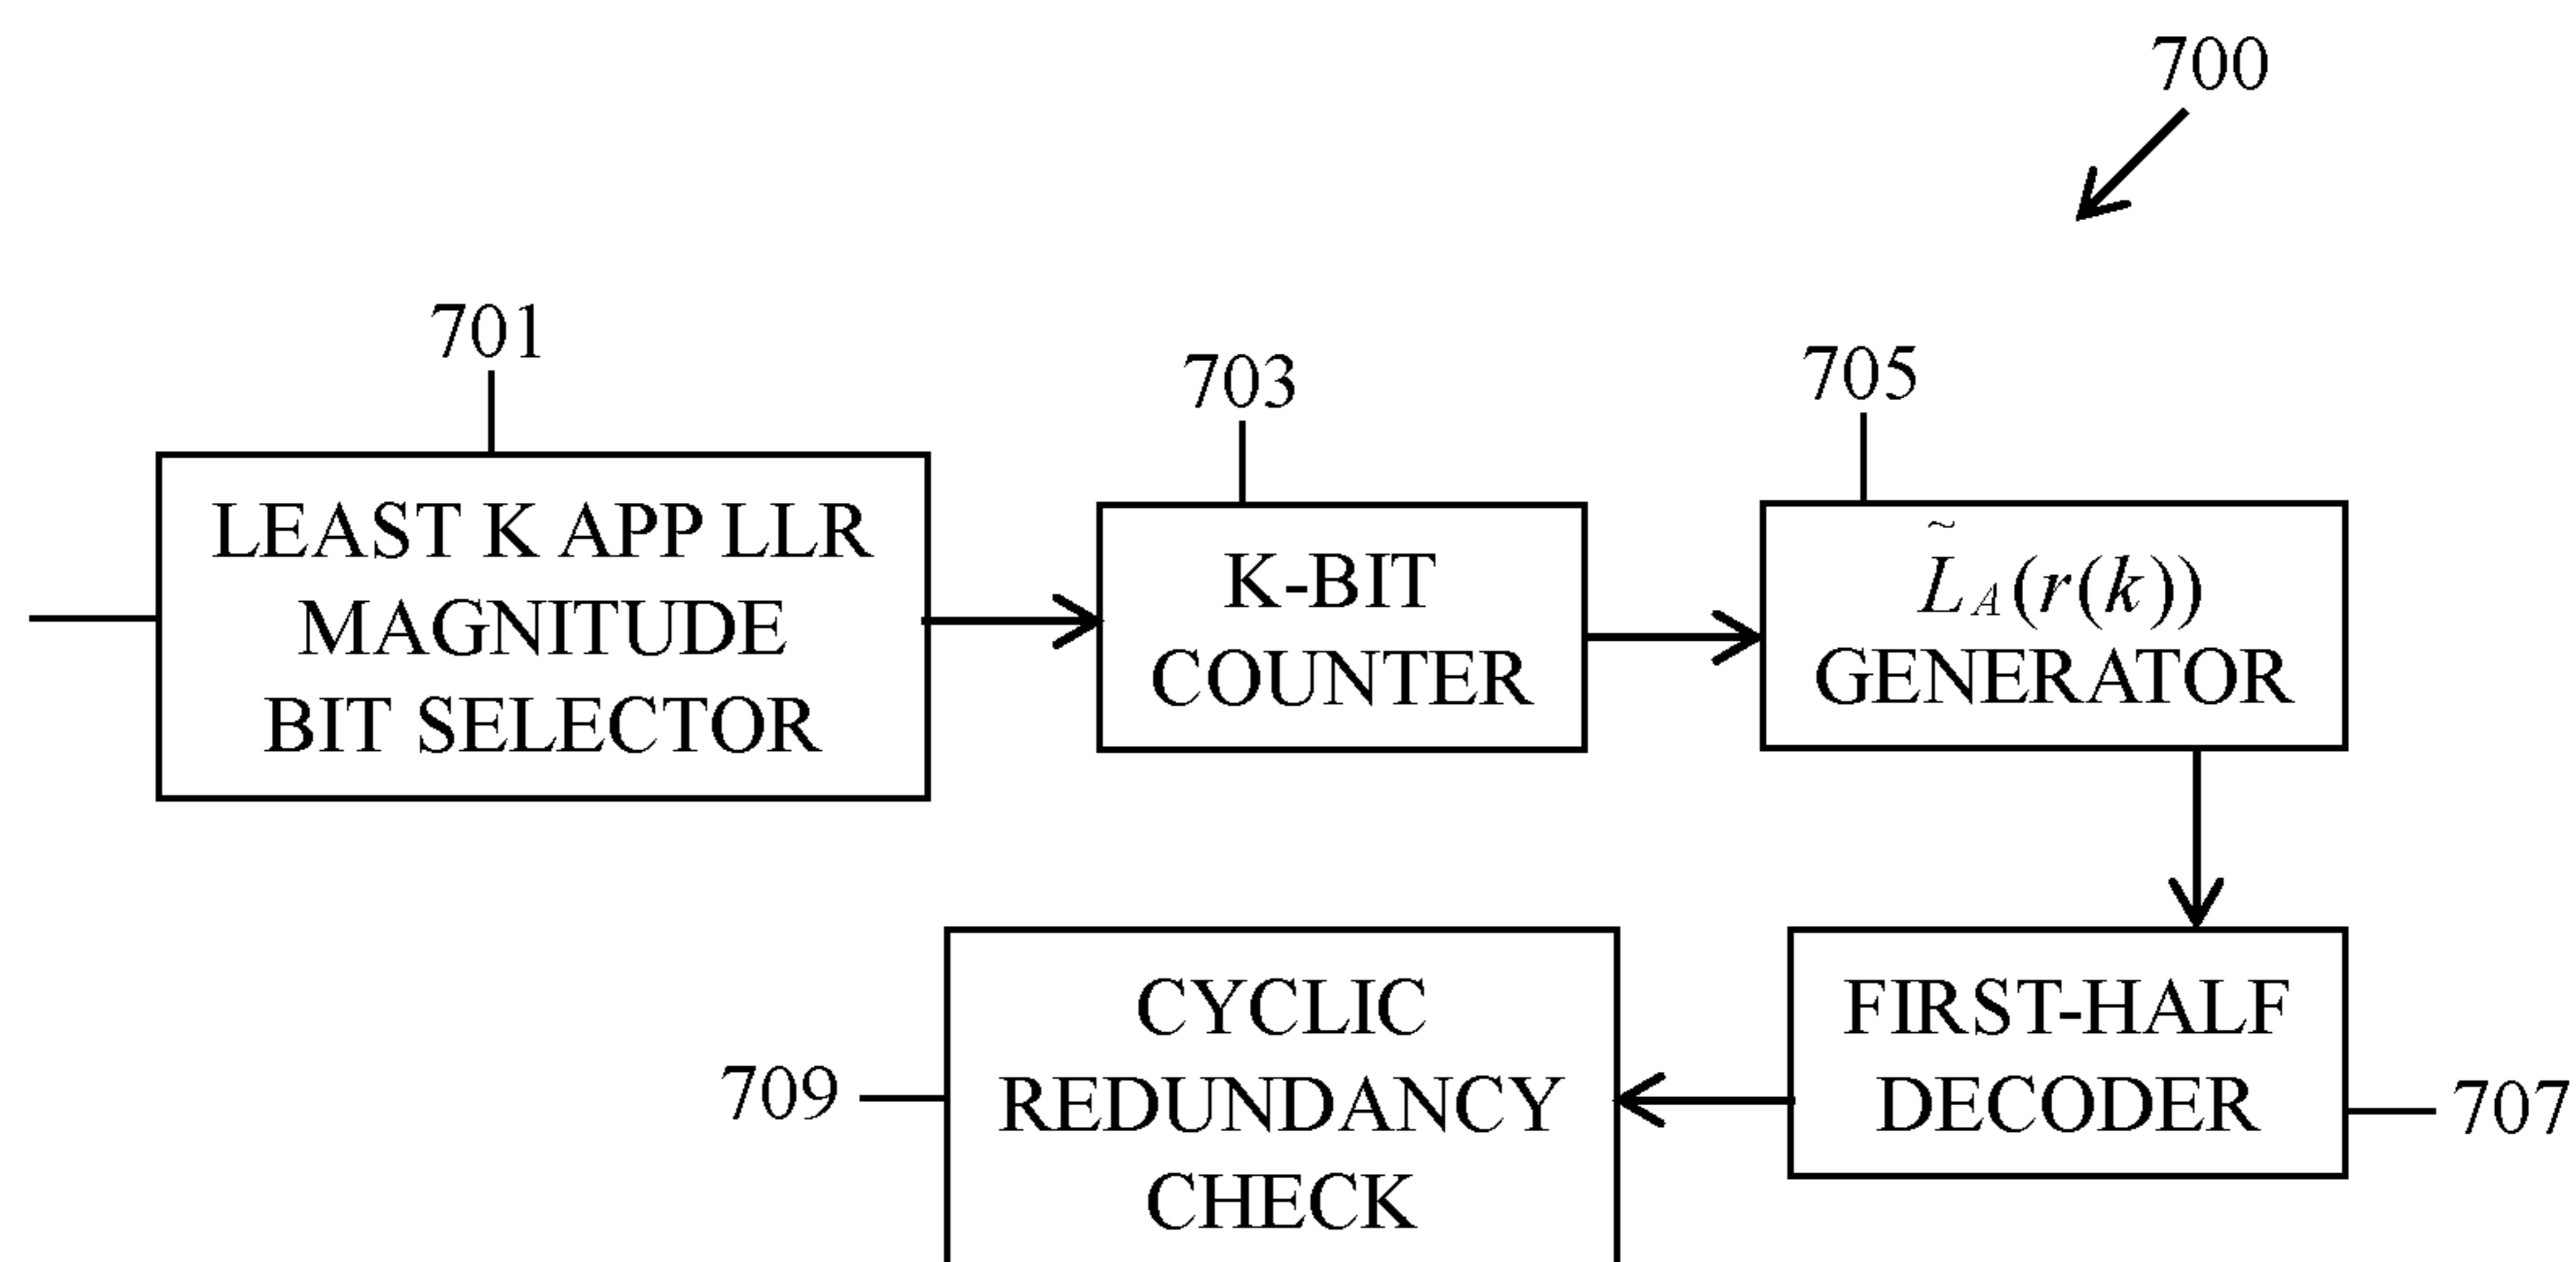 700
701
703
705
LEAST K APP LLR
MAGNITUDE
BIT SELECTOR
K-BIT
COUNTER
L̃_A(r(k))
GENERATOR
CYCLIC
REDUNDANCY
CHECK
709
FIRST-HALF
DECODER
707